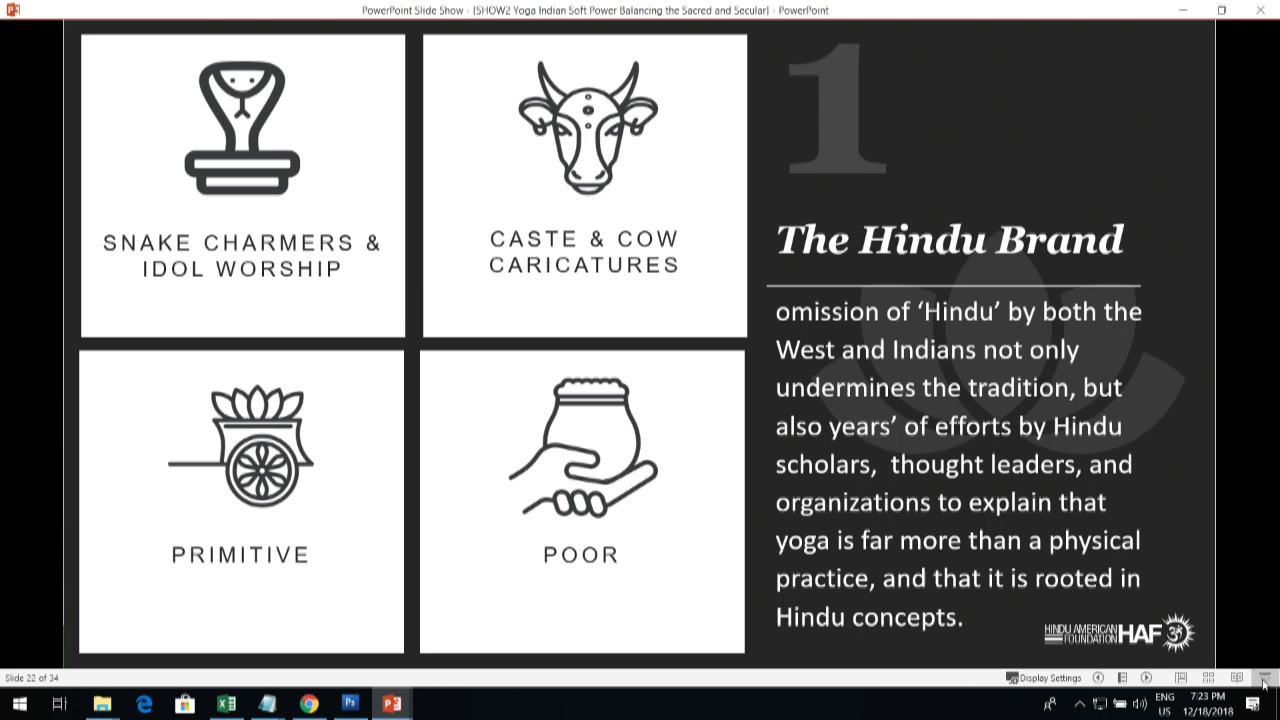 PowerPoint Slide Show - [SHOW2 Yoga Indian Soft Power Balancing the Sacred and Secular] - PowerPoint
SNAKE CHARMERS &
IDOL WORSHIP
CASTE & COW
CARICATURES
PRIMITIVE
POOR
1
The Hindu Brand
omission of ‘Hindu’ by both the
West and Indians not only
undermines the tradition, but
also years’ of efforts by Hindu
scholars,  thought leaders, and
organizations to explain that
yoga is far more than a physical
practice, and that it is rooted in
Hindu concepts.
HINDU AMERICAN
FOUNDATION HAF ॐ
Slide 22 of 34
Display Settings
Ps
ENG
US
7:23 PM
12/18/2018